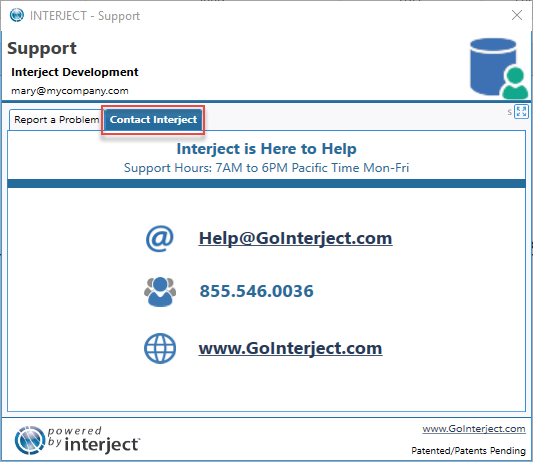 INTERJECT - Support
Support
Interject Development
mary@mycompany.com
Report a Problem
Contact Interject
s
Interject is Here to Help
Support Hours: 7AM to 6PM Pacific Time Mon-Fri
@
Help@GoInterject.com
855.546.0036
www.GoInterject.com
powered
by interject
www.GoInterject.com
Patented/Patents Pending